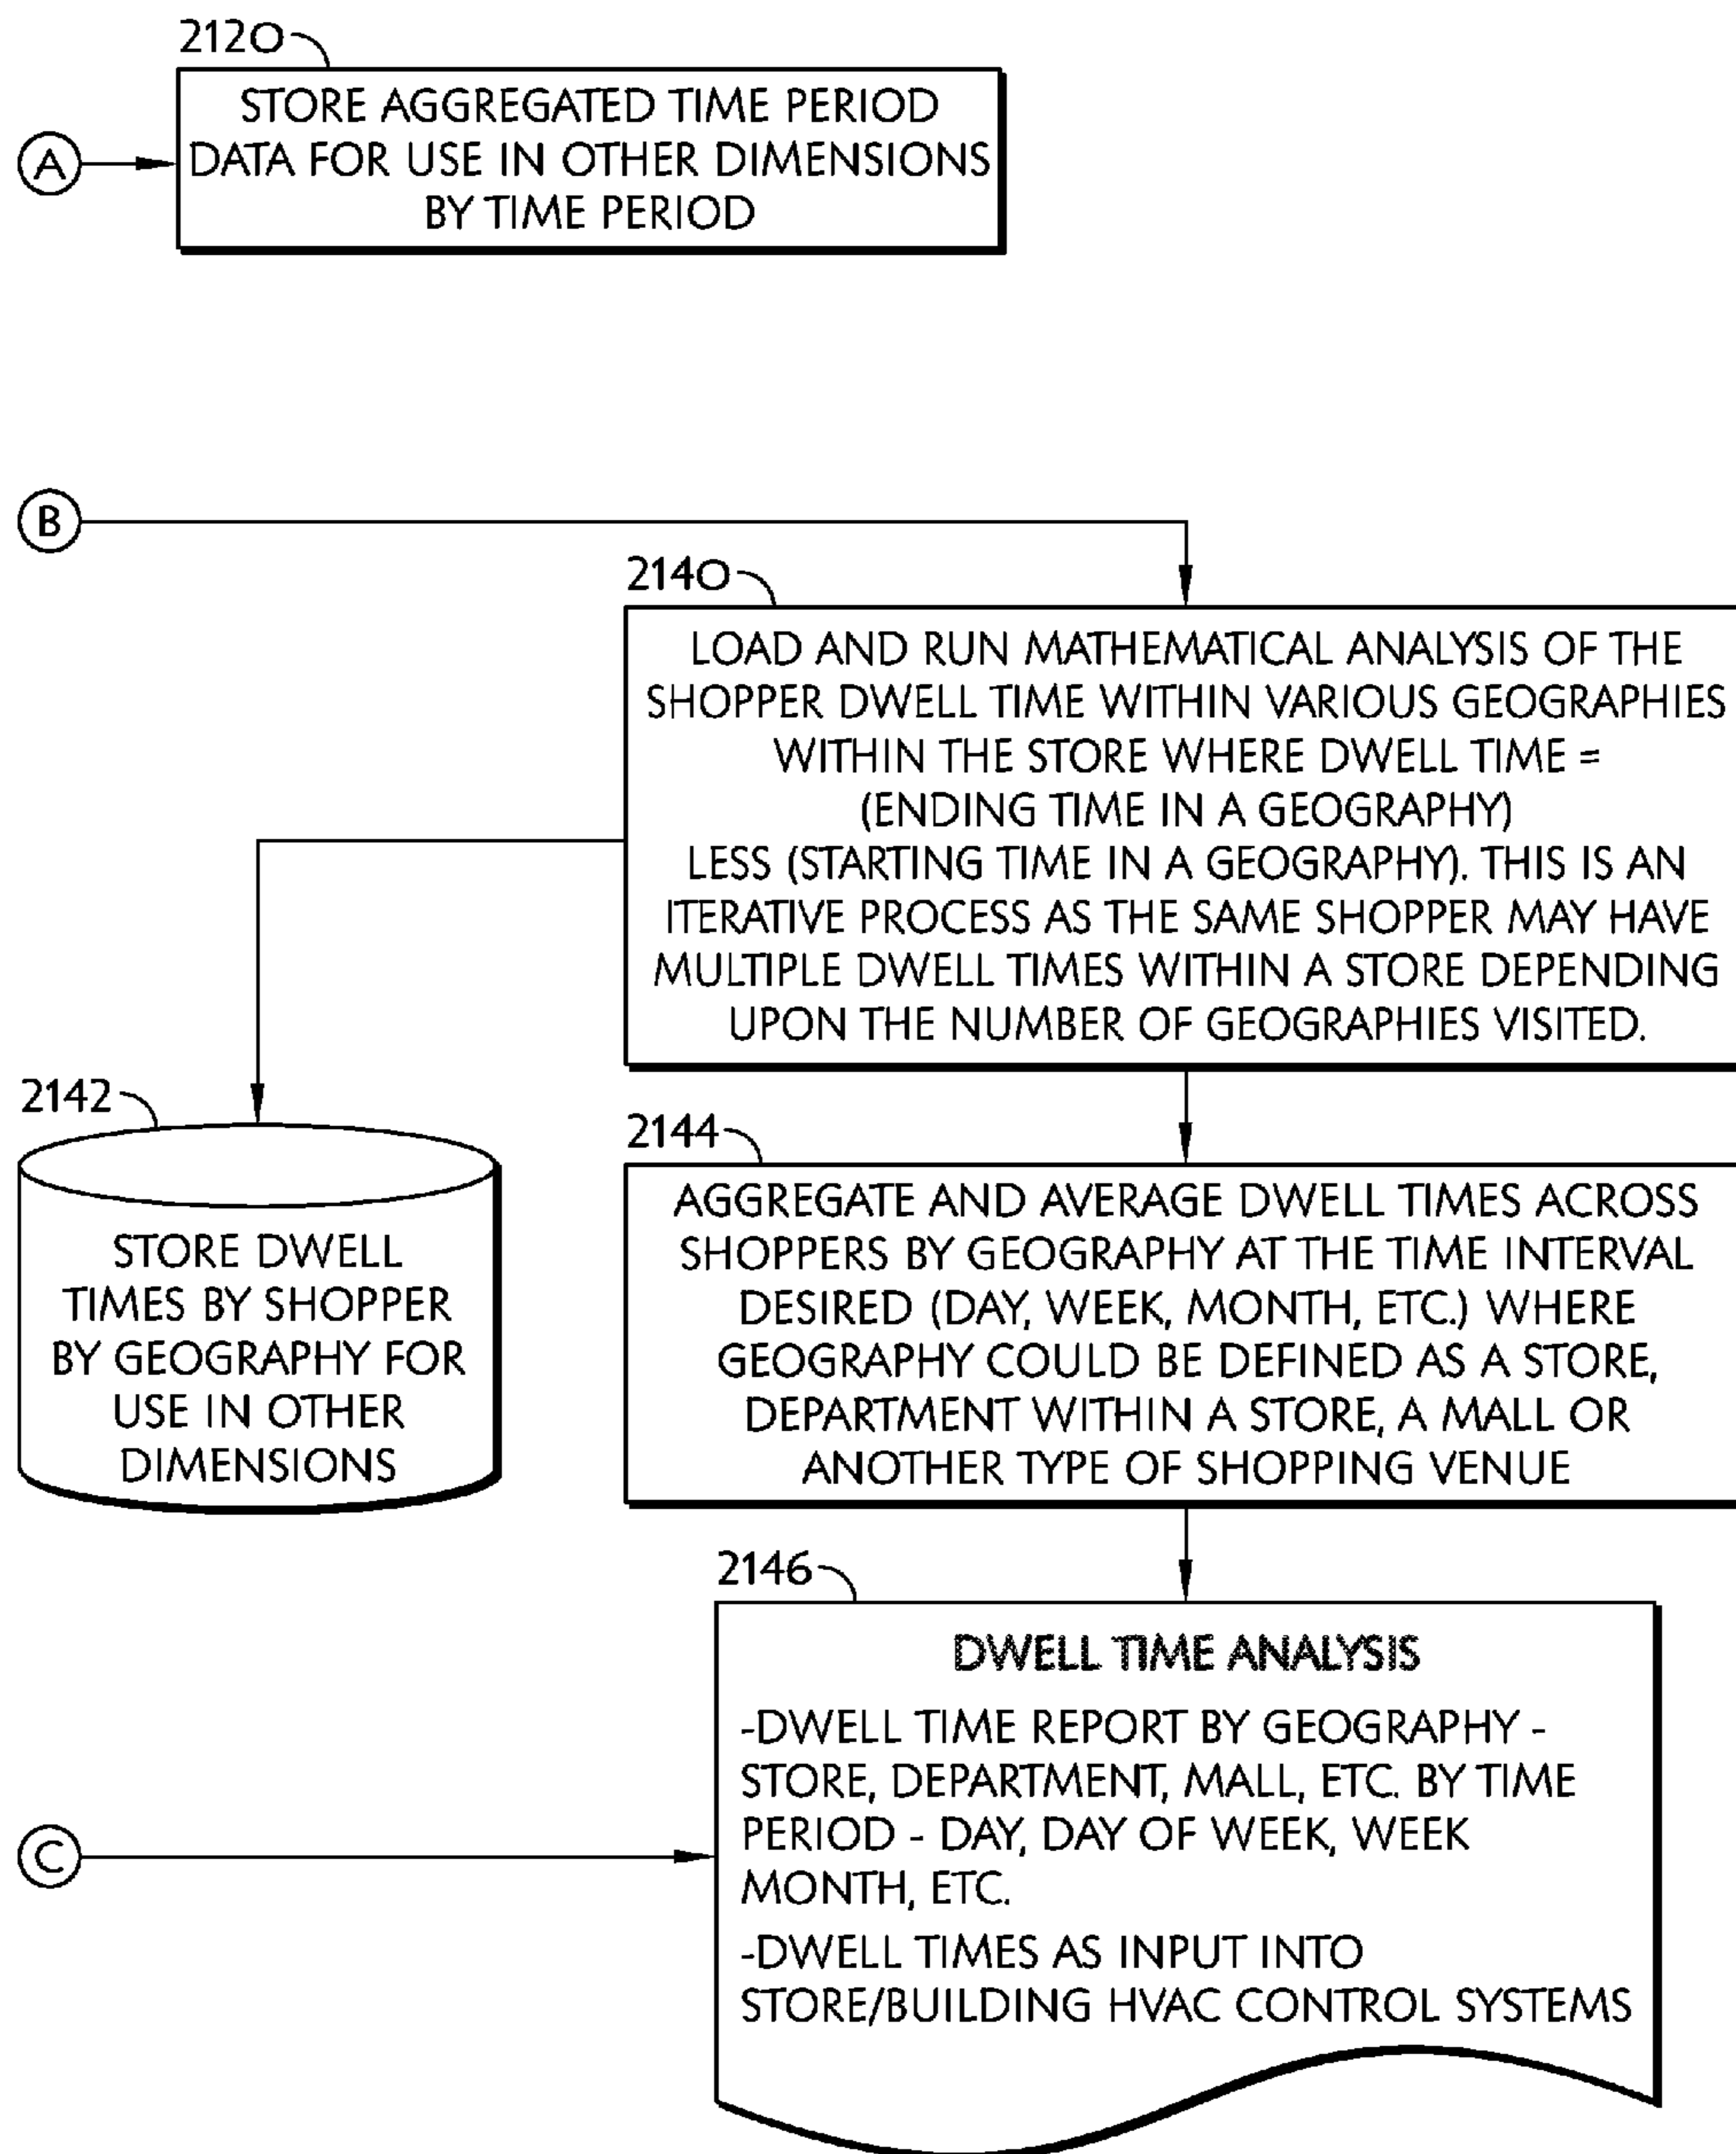 2120
A
STORE AGGREGATED TIME PERIOD
DATA FOR USE IN OTHER DIMENSIONS
BY TIME PERIOD
B
2140
LOAD AND RUN MATHEMATICAL ANALYSIS OF THE
SHOPPER DWELL TIME WITHIN VARIOUS GEOGRAPHIES
WITHIN THE STORE WHERE DWELL TIME =
(ENDING TIME IN A GEOGRAPHY)
LESS (STARTING TIME IN A GEOGRAPHY). THIS IS AN
ITERATIVE PROCESS AS THE SAME SHOPPER MAY HAVE
MULTIPLE DWELL TIMES WITHIN A STORE DEPENDING
UPON THE NUMBER OF GEOGRAPHIES VISITED.
2142
STORE DWELL
TIMES BY SHOPPER
BY GEOGRAPHY FOR
USE IN OTHER
DIMENSIONS
2144
AGGREGATE AND AVERAGE DWELL TIMES ACROSS
SHOPPERS BY GEOGRAPHY AT THE TIME INTERVAL
DESIRED (DAY, WEEK, MONTH, ETC.) WHERE
GEOGRAPHY COULD BE DEFINED AS A STORE,
DEPARTMENT WITHIN A STORE, A MALL OR
ANOTHER TYPE OF SHOPPING VENUE
2146
DWELL TIME ANALYSIS
-DWELL TIME REPORT BY GEOGRAPHY -
STORE, DEPARTMENT, MALL, ETC. BY TIME
PERIOD - DAY, DAY OF WEEK, WEEK
MONTH, ETC.
-DWELL TIMES AS INPUT INTO
STORE/BUILDING HVAC CONTROL SYSTEMS
C